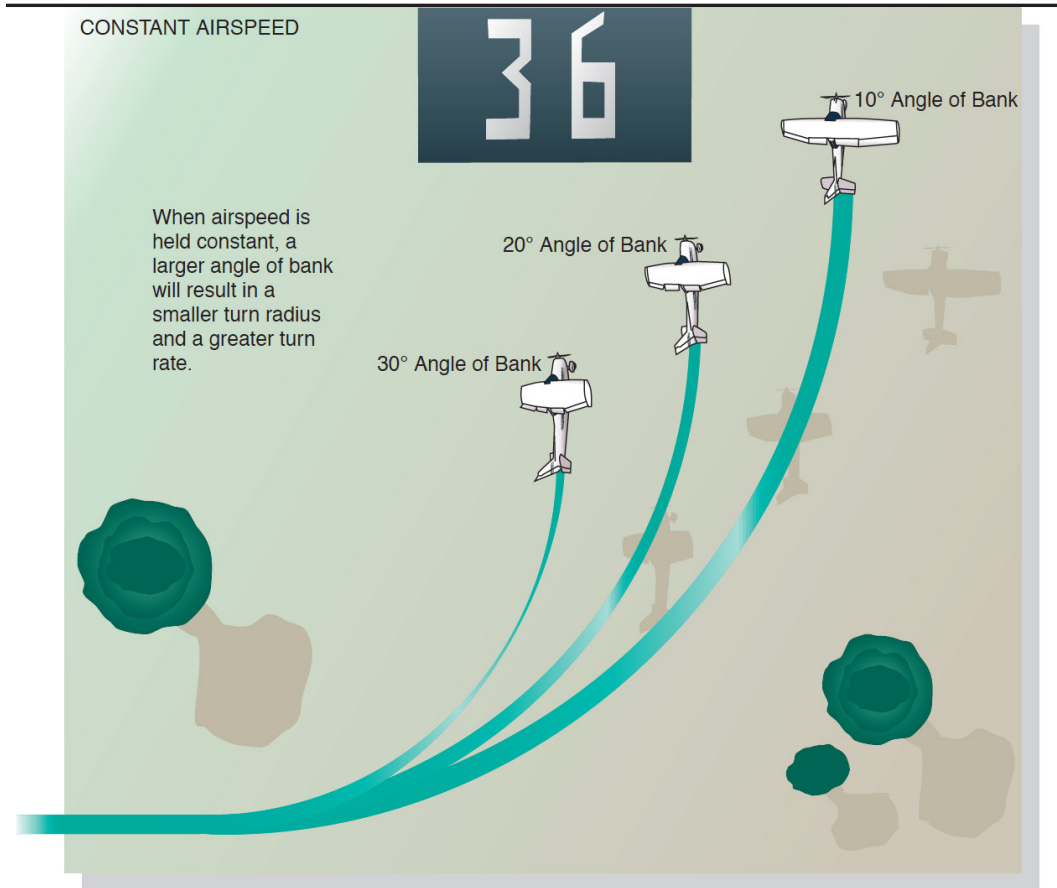 CONSTANT AIRSPEED
36
10° Angle of Bank
When airspeed is
held constant, a
larger angle of bank
will result in a
smaller turn radius
and a greater turn
rate.
20° Angle of Bank
30° Angle of Bank